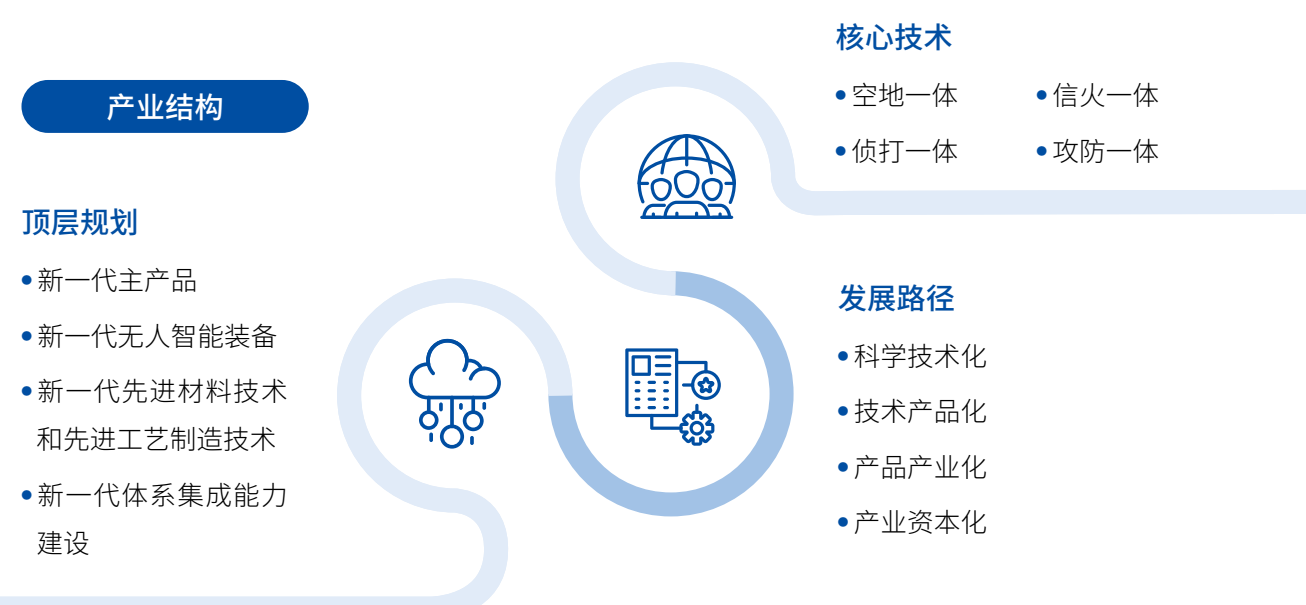 产业结构
顶层规划
•新一代主产品
•新一代无人智能装备
•新一代先进材料技术
和先进工艺制造技术
•新一代体系集成能力
建设
核心技术
•空地一体
•信火一体
•侦打一体
•攻防一体
发展路径
•科学技术化
•技术产品化
•产品产业化
•产业资本化